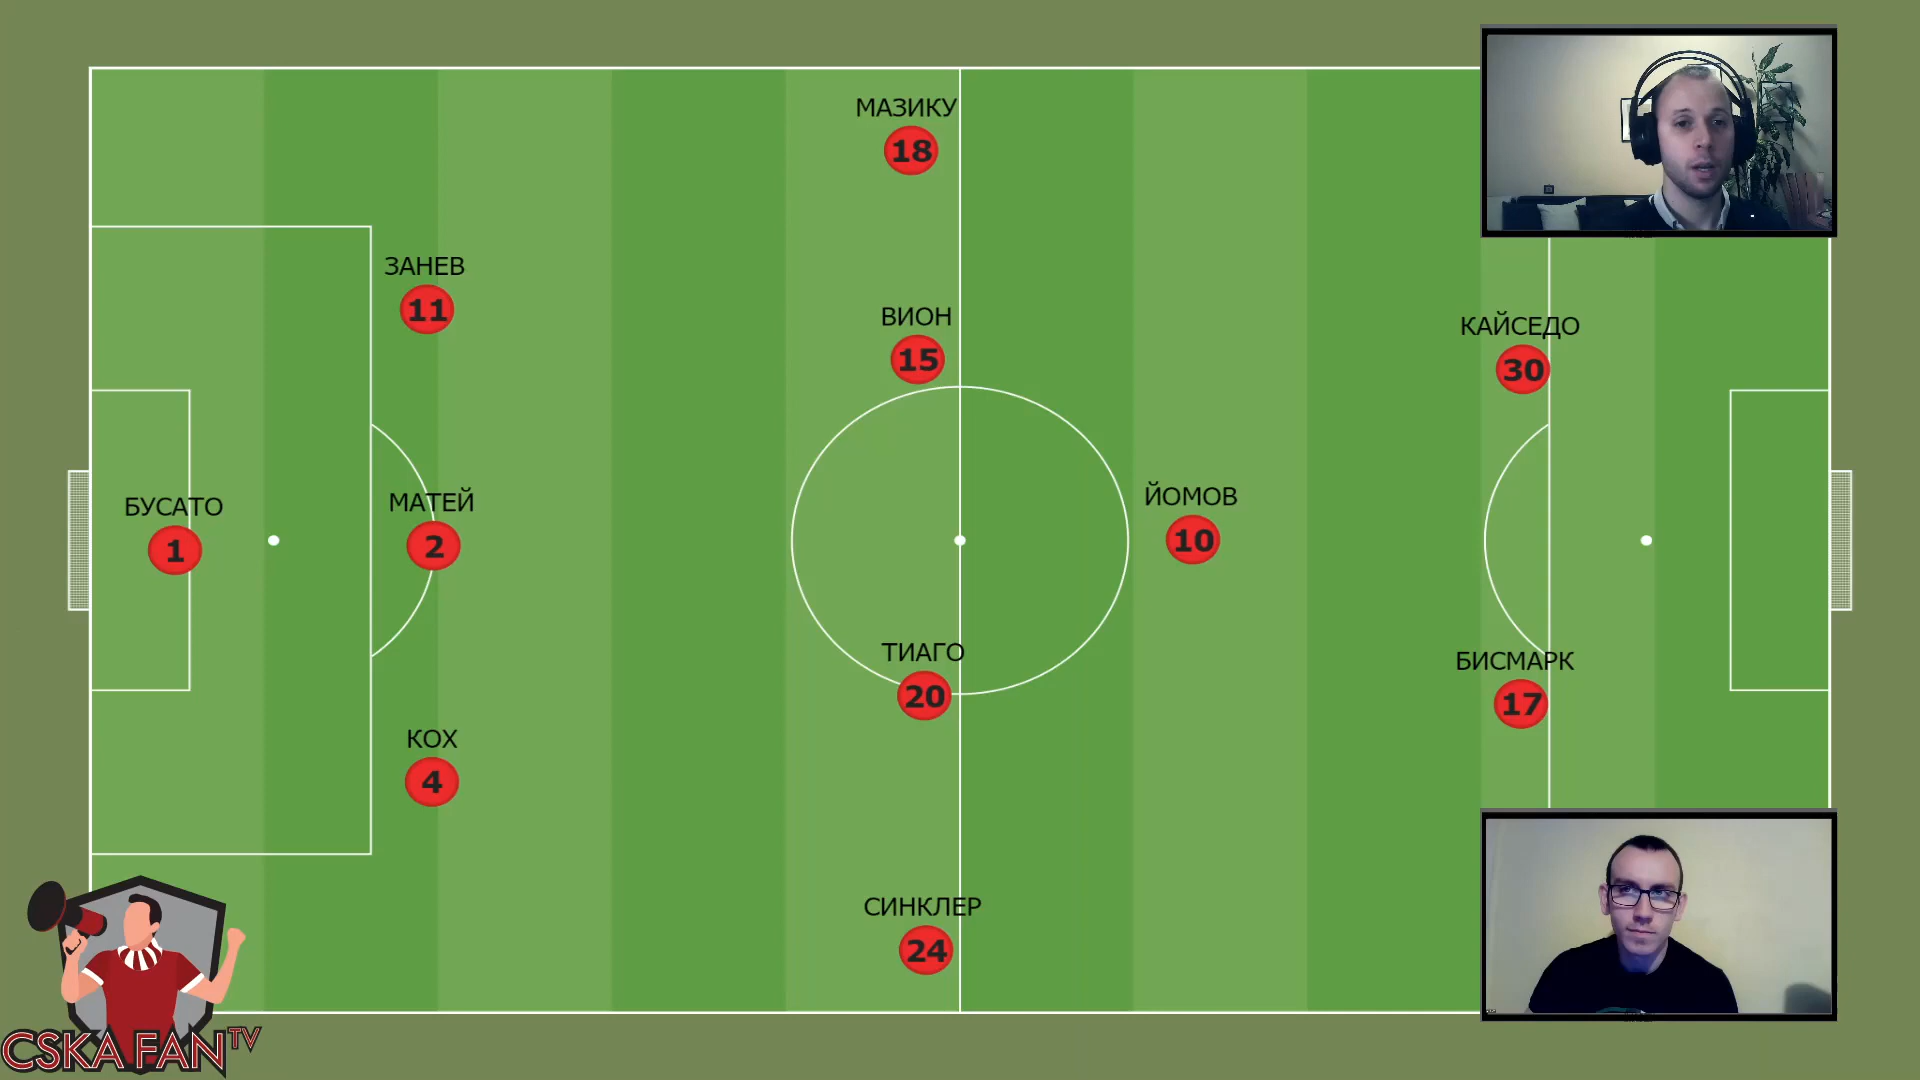 МАЗИКУ
18
ЗАНЕВ
11
ВИОН
15
КАЙСЕДО
30
БУСАТО
1
МАТЕЙ
2
ЙОМОВ
10
ТИАГО
20
БИСМАРК
17
КОХ
4
СИНКЛЕР
24
CSKA FAN TV